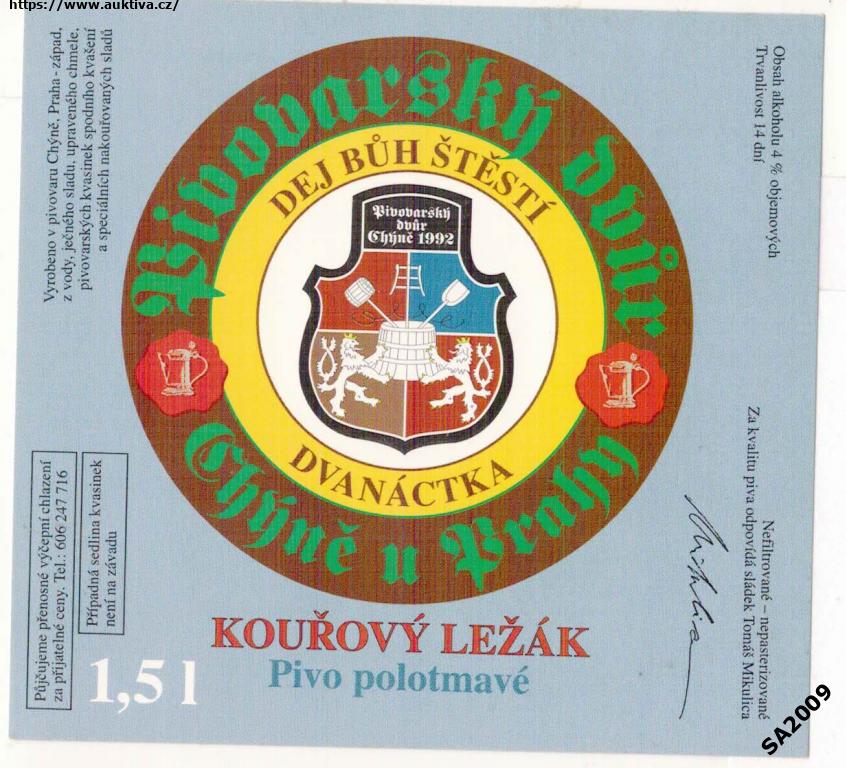 https://www.auktiva.cz/
Vyrobeno v pivovaru Chýně, Praha-západ,
z vody, ječného sladu, upraveného chmele,
pivovarských kvasinek spodního kvašení
a speciálních nakouřovaných sladů
Obsah alkoholu 4 % objemových
Trvanlivost 14 dní
Pivovarský dvůr
DEJ BŮH ŠTĚSTÍ
Pivovarský
dvůr
Chýně 1992
DVANÁCTKA
Chýně u Prahy
Půjčujeme přenosné výčepní chlazení
za přijatelné ceny. Tel.: 606 247 716
Případná sedlina kvasinek
není na závadu
Nefiltrované – nepasterizované
Za kvalitu piva odpovídá sládek Tomáš Mikulica
Mikulica
KOUŘOVÝ LEŽÁK
Pivo polotmavé
1,5 l
SA2009